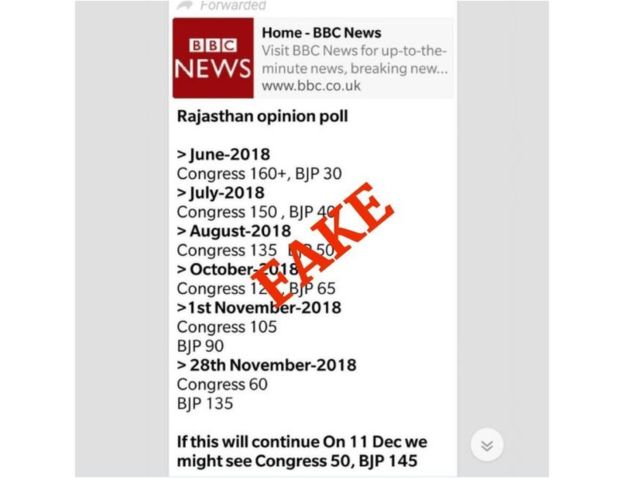 Forwarded
BBC
NEWS
Home - BBC News
Visit BBC News for up-to-the-
minute news, breaking new...
www.bbc.co.uk
Rajasthan opinion poll
> June-2018
Congress 160+, BJP 30
> July-2018
Congress 150 , BJP 40
> August-2018
Congress 135 BJP 50
> October-2018
Congress , BJP 65
>1st November-2018
Congress 105
BJP 90
> 28th November-2018
Congress 60
BJP 135
If this will continue On 11 Dec we
might see Congress 50, BJP 145
FAKE